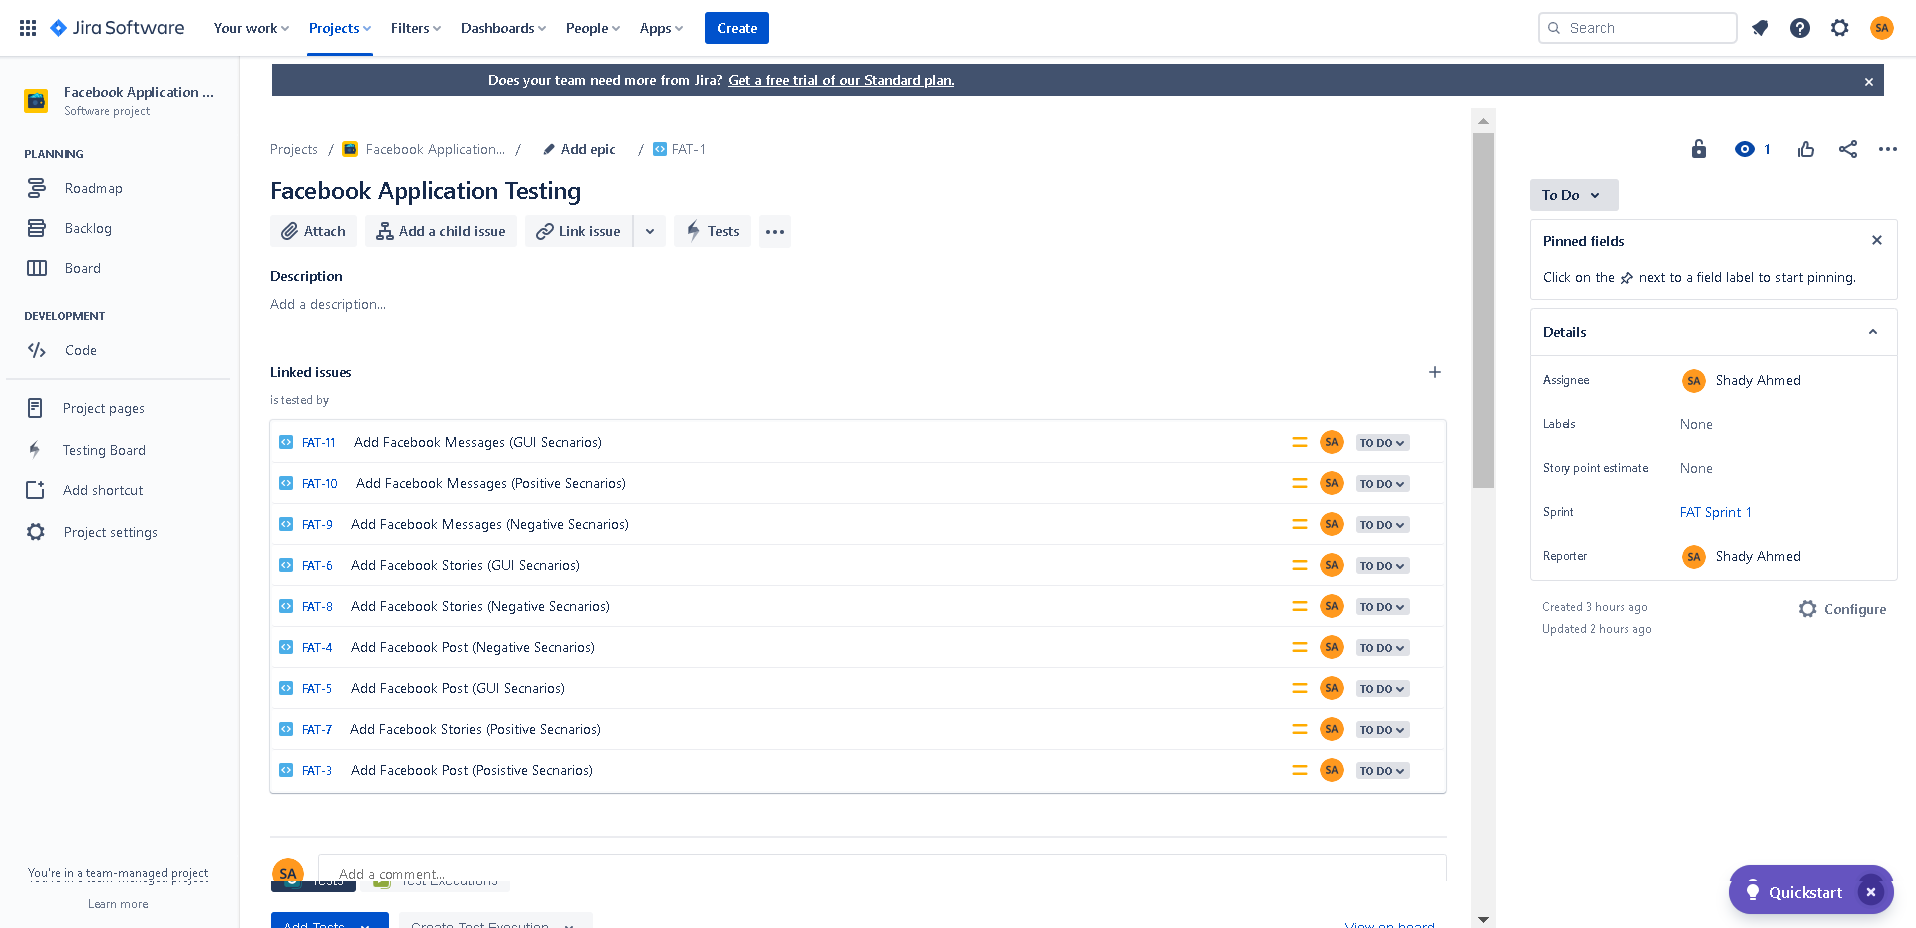 Jira Software
Your work
Projects
Filters
Dashboards
People
Apps
Create
Search
SA
Does your team need more from Jira? Get a free trial of our Standard plan.
Facebook Application ...
Software project
PLANNING
Roadmap
Backlog
Board
DEVELOPMENT
Code
Project pages
Testing Board
Add shortcut
Project settings
You're in a team-managed project
Learn more
Projects / Facebook Application... / Add epic / FAT-1
Facebook Application Testing
Attach
Add a child issue
Link issue
Tests
Description
Add a description...
Linked issues
is tested by
FAT-11 Add Facebook Messages (GUI Secnarios) SA TO DO
FAT-10 Add Facebook Messages (Positive Secnarios) SA TO DO
FAT-9 Add Facebook Messages (Negative Secnarios) SA TO DO
FAT-6 Add Facebook Stories (GUI Secnarios) SA TO DO
FAT-8 Add Facebook Stories (Negative Secnarios) SA TO DO
FAT-4 Add Facebook Post (Negative Secnarios) SA TO DO
FAT-5 Add Facebook Post (GUI Secnarios) SA TO DO
FAT-7 Add Facebook Stories (Positive Secnarios) SA TO DO
FAT-3 Add Facebook Post (Posistive Secnarios) SA TO DO
SA Add a comment...
Tests Test Executions
Add Tests Create Test Execution View on board
1
To Do
Pinned fields
Click on the next to a field label to start pinning.
Details
Assignee SA Shady Ahmed
Labels None
Story point estimate None
Sprint FAT Sprint 1
Reporter SA Shady Ahmed
Created 3 hours ago
Configure
Updated 2 hours ago
Quickstart